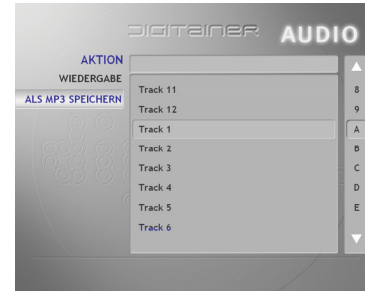 DIGITAINER AUDIO
AKTION
WIEDERGABE
ALS MP3 SPEICHERN
Track 11
Track 12
Track 1
Track 2
Track 3
Track 4
Track 5
Track 6
8
9
A
B
C
D
E